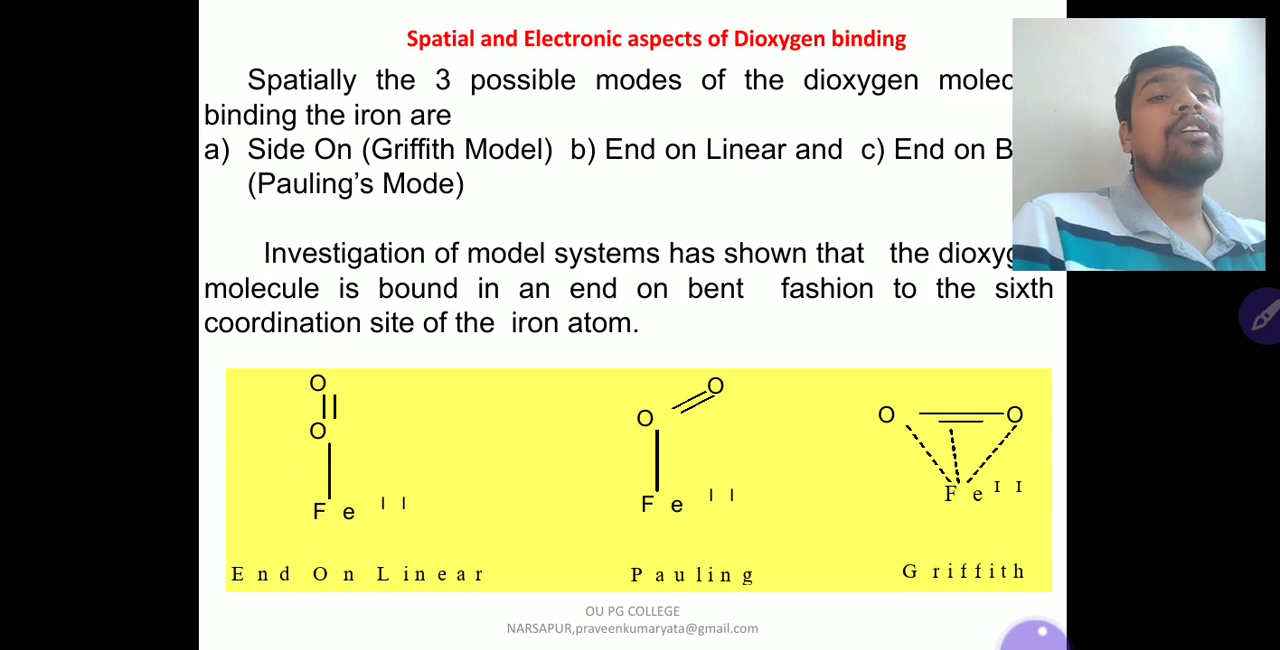 Spatial and Electronic aspects of Dioxygen binding
Spatially the 3 possible modes of the dioxygen
binding the iron are
a) Side On (Griffith Model) b) End on Linear and c) End on
(Pauling’s Mode)
Investigation of model systems has shown that the
molecule is bound in an end on bent fashion to the sixth
coordination site of the iron atom.
O
O
Fe II
O
O
Fe II
O O
Fe II
End On Linear
Pauling
Griffith
OU PG COLLEGE
NARSAPUR,praveenkumaryata@gmail.com